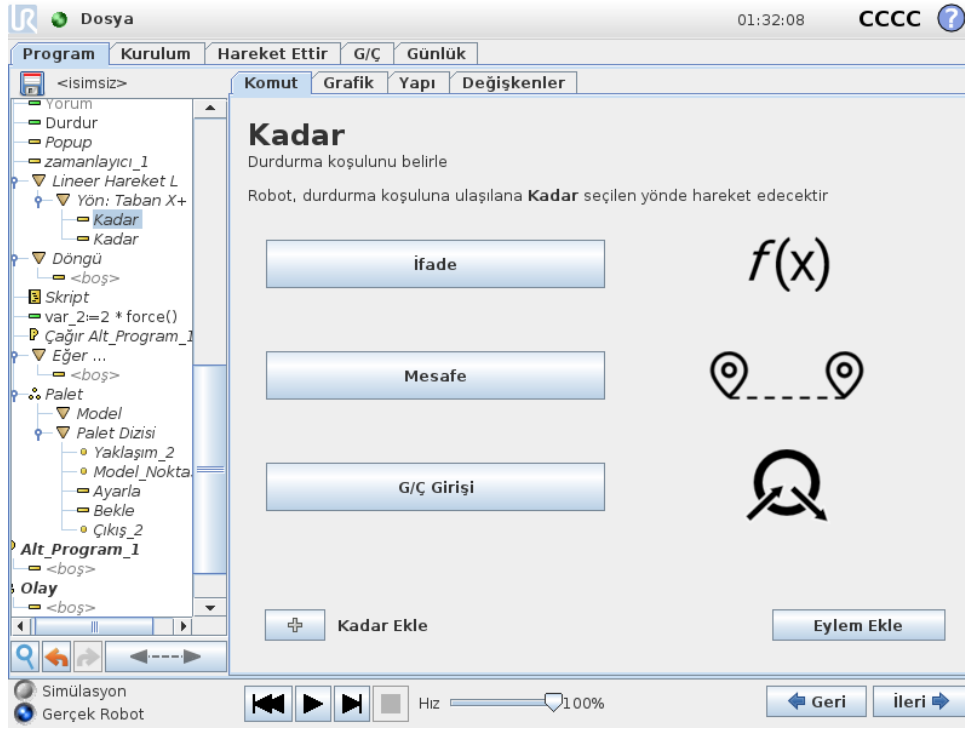 UR Dosya 01:32:08 CCCC ?
Program Kurulum Hareket Ettir G/Ç Günlük
<isimsiz>
Komut Grafik Yapı Değişkenler
Yorum
Durdur
Popup
zamanlayıcı_1
Lineer Hareket L
Yön: Taban X+
Kadar
Kadar
Döngü
<boş>
Skript
var_2:=2 * force()
Çağır Alt_Program_1
Eğer ...
<boş>
Palet
Model
Palet Dizisi
Yaklaşım_2
Model_Nokta
Ayarla
Bekle
Çıkış_2
Alt_Program_1
<boş>
Olay
<boş>
Kadar
Durdurma koşulunu belirle
Robot, durdurma koşuluna ulaşılana Kadar seçilen yönde hareket edecektir
İfade
f(x)
Mesafe
G/Ç Girişi
Kadar Ekle
Eylem Ekle
Simülasyon
Gerçek Robot
Hız 100%
Geri
İleri